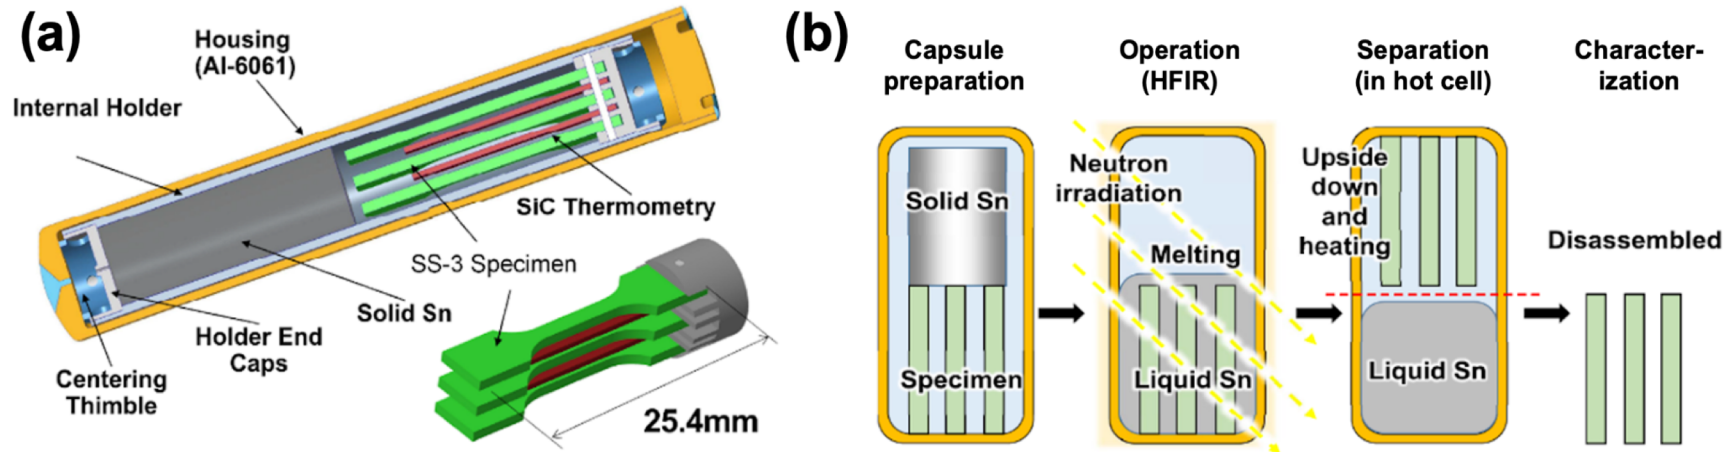 (a)
Housing
(Al-6061)
Internal Holder
SiC Thermometry
SS-3 Specimen
Solid Sn
Holder End
Caps
Centering
Thimble
25.4mm
(b)
Capsule
preparation
Operation
(HFIR)
Separation
(in hot cell)
Character-
ization
Solid Sn
Specimen
Neutron
irradiation
Melting
Liquid Sn
Upside
down
and
heating
Liquid Sn
Disassembled